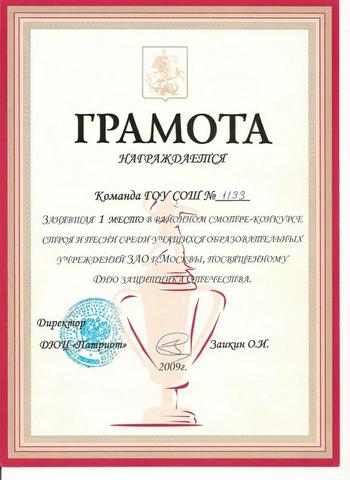 ГРАМОТА
НАГРАЖДАЕТСЯ
Команда ГОУ СОШ № 1133
ЗАНЯВШАЯ 1 МЕСТО В РАЙОННОМ СМОТРЕ-КОНКУРСЕ
СТРОЯ И ПЕСНИ СРЕДИ УЧАЩИХСЯ ОБРАЗОВАТЕЛЬНЫХ
УЧРЕЖДЕНИЙ ЗАО г.МОСКВЫ, ПОСВЯЩЕННОМУ
ДНЮ ЗАЩИТНИКА ОТЕЧЕСТВА.
Директор
ДЮЦ «Патриот» Заикин О.И.
2009г.